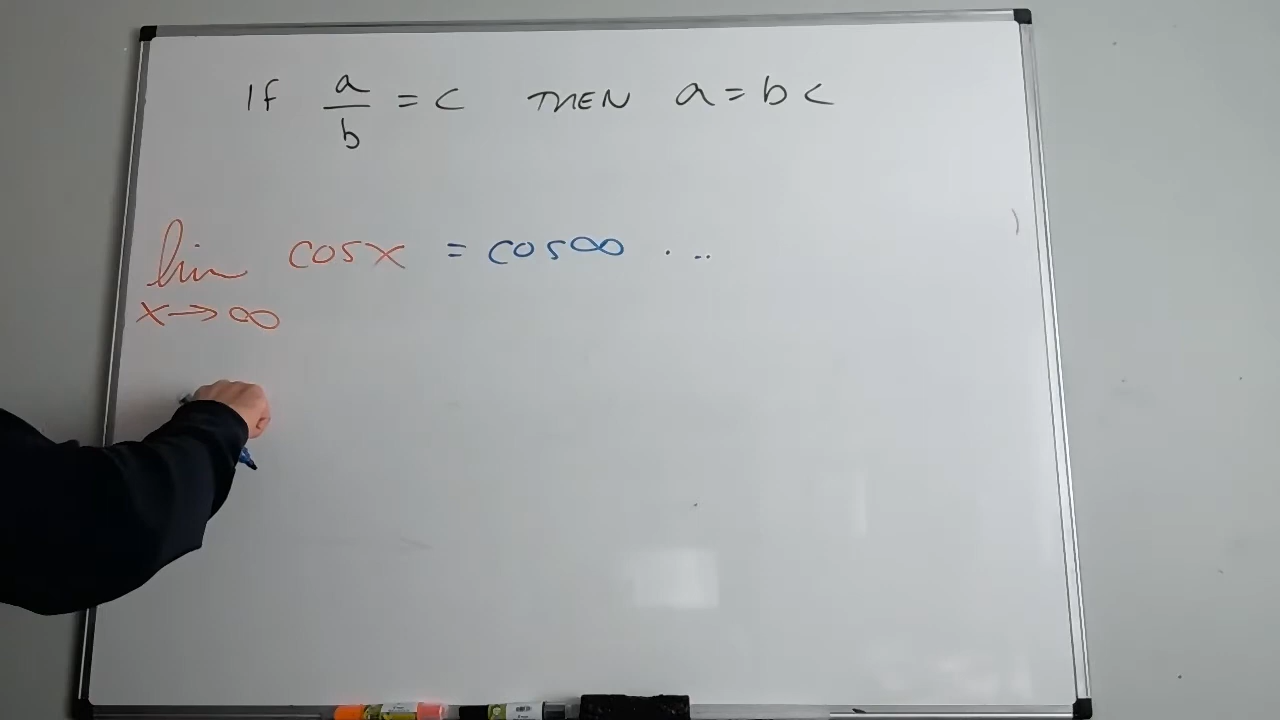 If a/b = c THEN a = bc
lim cos x = cos ∞ ...
x → ∞